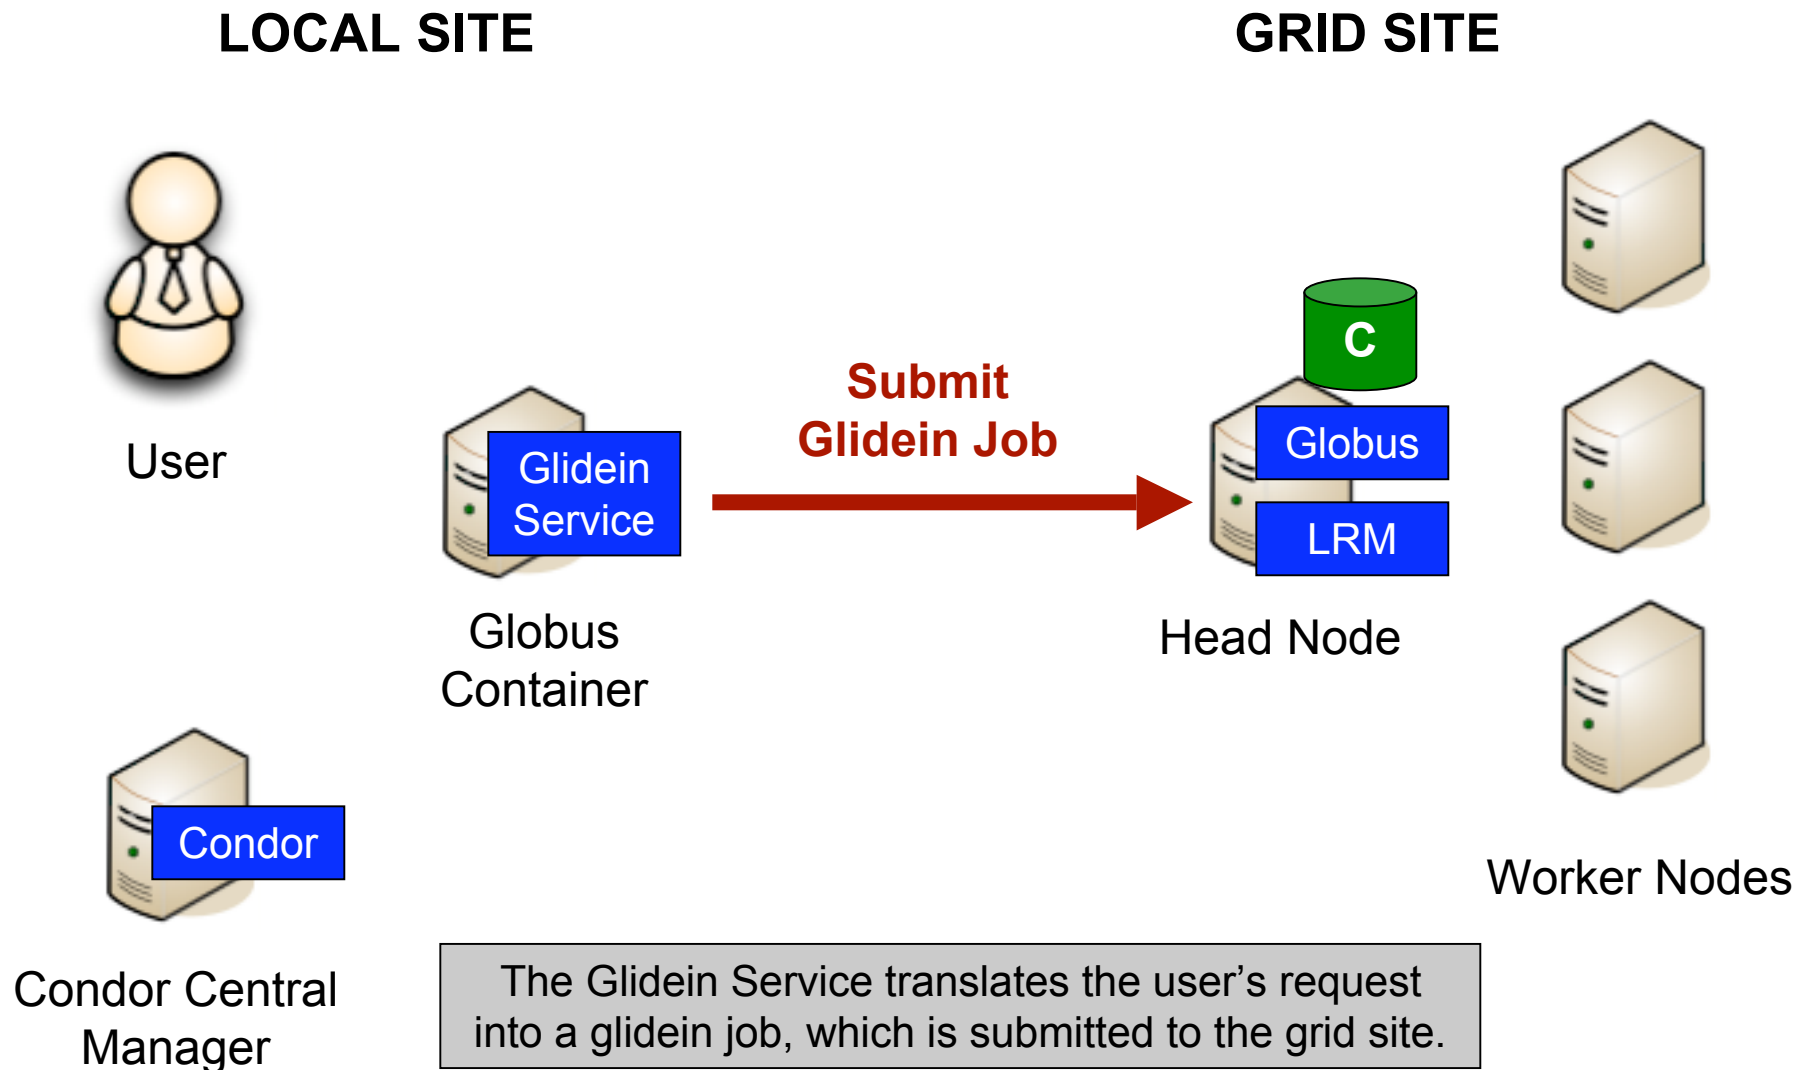 LOCAL SITE
GRID SITE
User
Glidein
Service
Globus
Container
Submit
Glidein Job
C
Globus
LRM
Head Node
Worker Nodes
Condor
Condor Central
Manager
The Glidein Service translates the user’s request
into a glidein job, which is submitted to the grid site.